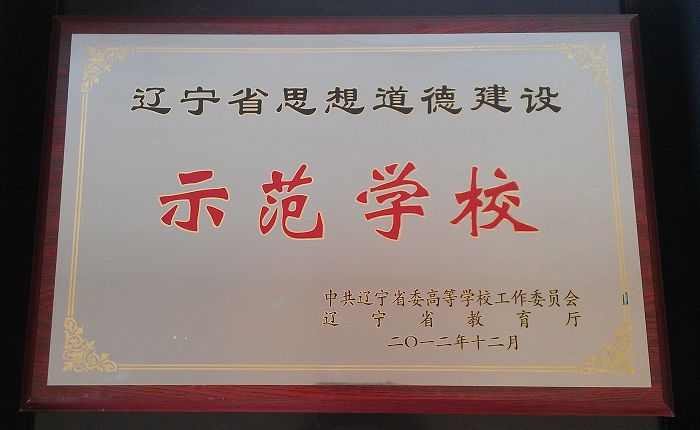 辽宁省思想道德建设
示范学校
中共辽宁省委高等学校工作委员会
辽宁省教育厅
二〇一二年十二月